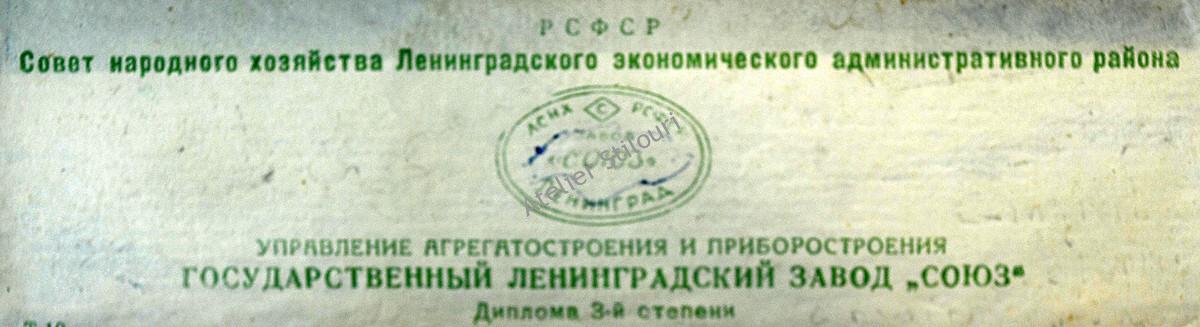 РСФСР
Совет народного хозяйства Ленинградского экономического административного района
ЛСНХ С РСФСР
ЗАВОД
«СОЮЗ»
ЛЕНИНГРАД
Atelier Stilouri
УПРАВЛЕНИЕ АГРЕГАТОСТРОЕНИЯ И ПРИБОРОСТРОЕНИЯ
ГОСУДАРСТВЕННЫЙ ЛЕНИНГРАДСКИЙ ЗАВОД „СОЮЗ"
Диплома 3-й степени